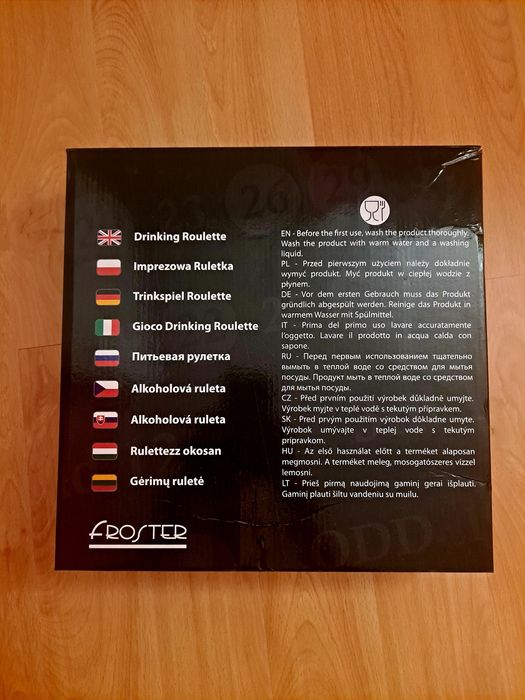 Drinking Roulette
Imprezowa Ruletka
Trinkspiel Roulette
Gioco Drinking Roulette
Питьевая рулетка
Alkoholová ruleta
Alkoholová ruleta
Rulettezz okosan
Gėrimų ruletė
FROSTER
26
29
EN - Before the first use, wash the product thoroughly.
Wash the product with warm water and a washing
liquid.
PL - Przed pierwszym użyciem należy dokładnie
wymyć produkt. Myć produkt w ciepłej wodzie z
płynem.
DE - Vor dem ersten Gebrauch muss das Produkt
gründlich abgespült werden. Reinige das Produkt in
warmem Wasser mit Spülmittel.
IT - Prima del primo uso lavare accuratamente
l'oggetto. Lavare il prodotto in acqua calda con
sapone.
RU - Перед первым использованием тщательно
вымыть в теплой воде со средством для мытья
посуды. Продукт мыть в теплой воде со средством
для мытья посуды.
CZ - Před prvním použitím výrobek důkladně umyjte.
Výrobek myjte v teplé vodě s tekutým přípravkem.
SK - Pred prvým použitím výrobok dôkladne umyte.
Výrobok umývajte v teplej vode s tekutým
prípravkom.
HU - Az első használat előtt a terméket alaposan
megmosni. A terméket meleg, mosogatószeres vízzel
lemosni.
LT - Prieš pirmą naudojimą gaminį gerai išplauti.
Gaminį plauti šiltu vandeniu su muilu.
ODD